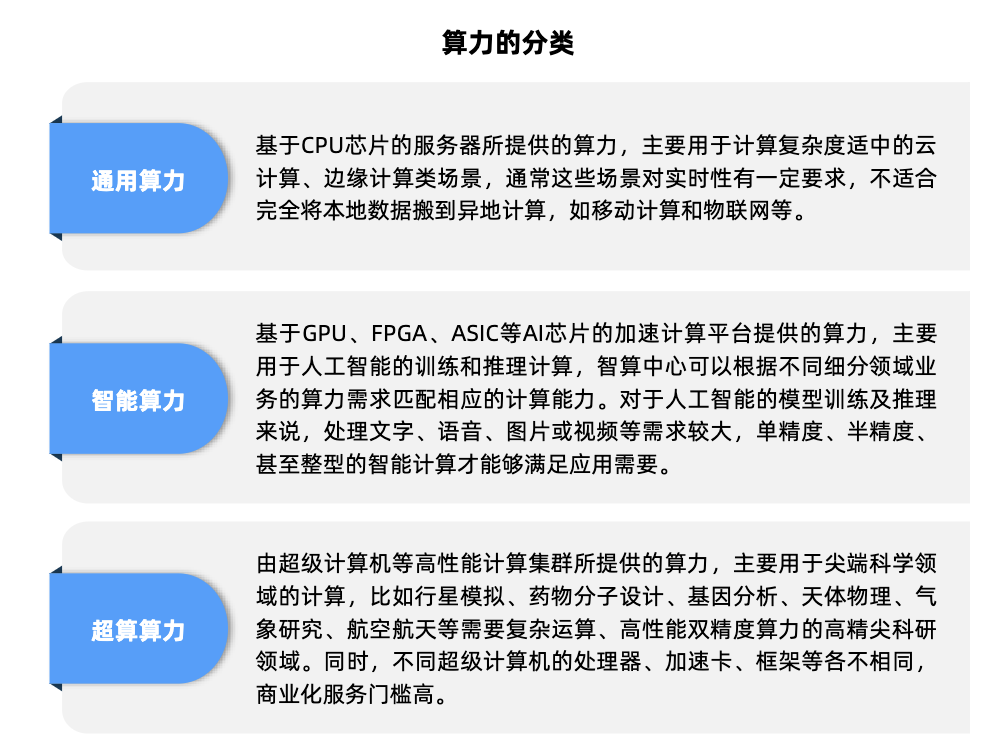 算力的分类
通用算力
基于CPU芯片的服务器所提供的算力，主要用于计算复杂度适中的云
计算、边缘计算类场景，通常这些场景对实时性有一定要求，不适合
完全将本地数据搬到异地计算，如移动计算和物联网等。
智能算力
基于GPU、FPGA、ASIC等AI芯片的加速计算平台提供的算力，主要
用于人工智能的训练和推理计算，智算中心可以根据不同细分领域业
务的算力需求匹配相应的计算能力。对于人工智能的模型训练及推理
来说，处理文字、语音、图片或视频等需求较大，单精度、半精度、
甚至整型的智能计算才能够满足应用需要。
超算算力
由超级计算机等高性能计算集群所提供的算力，主要用于尖端科学领
域的计算，比如行星模拟、药物分子设计、基因分析、天体物理、气
象研究、航空航天等需要复杂运算、高性能双精度算力的高精尖科研
领域。同时，不同超级计算机的处理器、加速卡、框架等各不相同，
商业化服务门槛高。